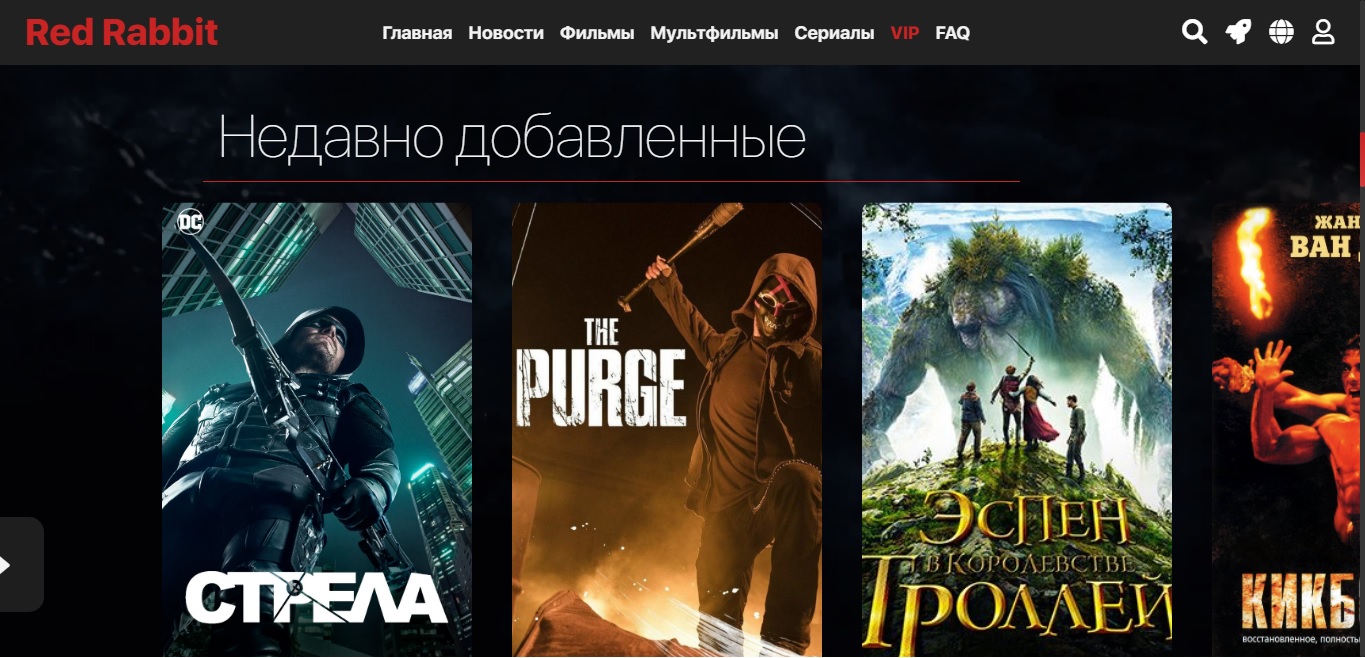 Red Rabbit
Главная Новости Фильмы Мультфильмы Сериалы VIP FAQ
Недавно добавленные
DC
СТРЕЛА
THE
PURGE
ЭСПЕН
В КОРОЛЕВСТВЕ
ТРОЛЛЕЙ
ЖАН
ВАН
КИКБ
ВОССТАНОВЛЕННОЕ, ПОЛНОСТЬ